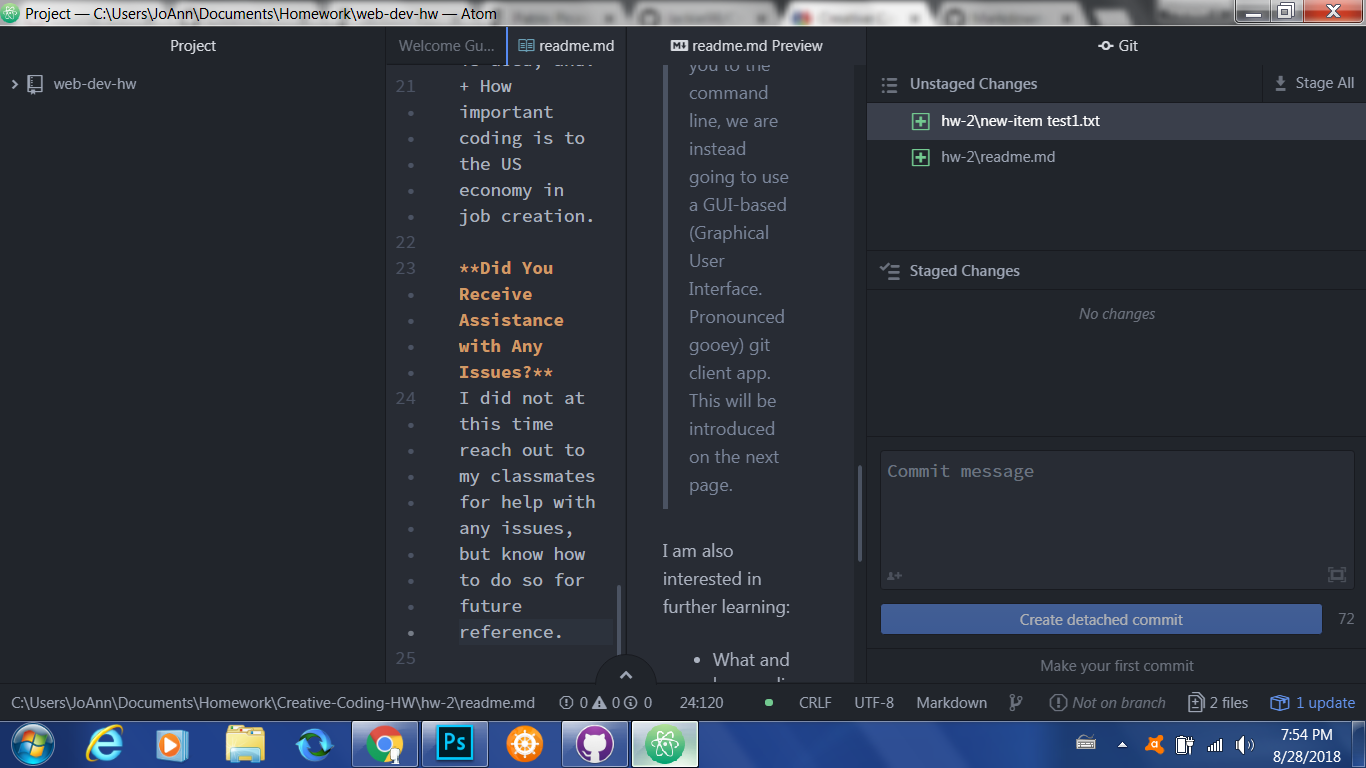 Project — C:\Users\JoAnn\Documents\Homework\web-dev-hw — Atom
Project
web-dev-hw
Welcome Gu...
readme.md
21
+ How
important
coding is to
the US
economy in
job creation.
22
23
**Did You
Receive
Assistance
with Any
Issues?**
24
I did not at
this time
reach out to
my classmates
for help with
any issues,
but know how
to do so for
future
reference.
25
readme.md Preview
you to the
command
line, we are
instead
going to use
a GUI-based
(Graphical
User
Interface.
Pronounced
gooey) git
client app.
This will be
introduced
on the next
page.
I am also
interested in
further learning:
• What and
Git
Unstaged Changes
Stage All
hw-2\new-item test1.txt
hw-2\readme.md
Staged Changes
No changes
Commit message
Create detached commit
72
Make your first commit
C:\Users\JoAnn\Documents\Homework\Creative-Coding-HW\hw-2\readme.md
0 0 0
24:120
CRLF
UTF-8
Markdown
Not on branch
2 files
1 update
Ps
7:54 PM
8/28/2018